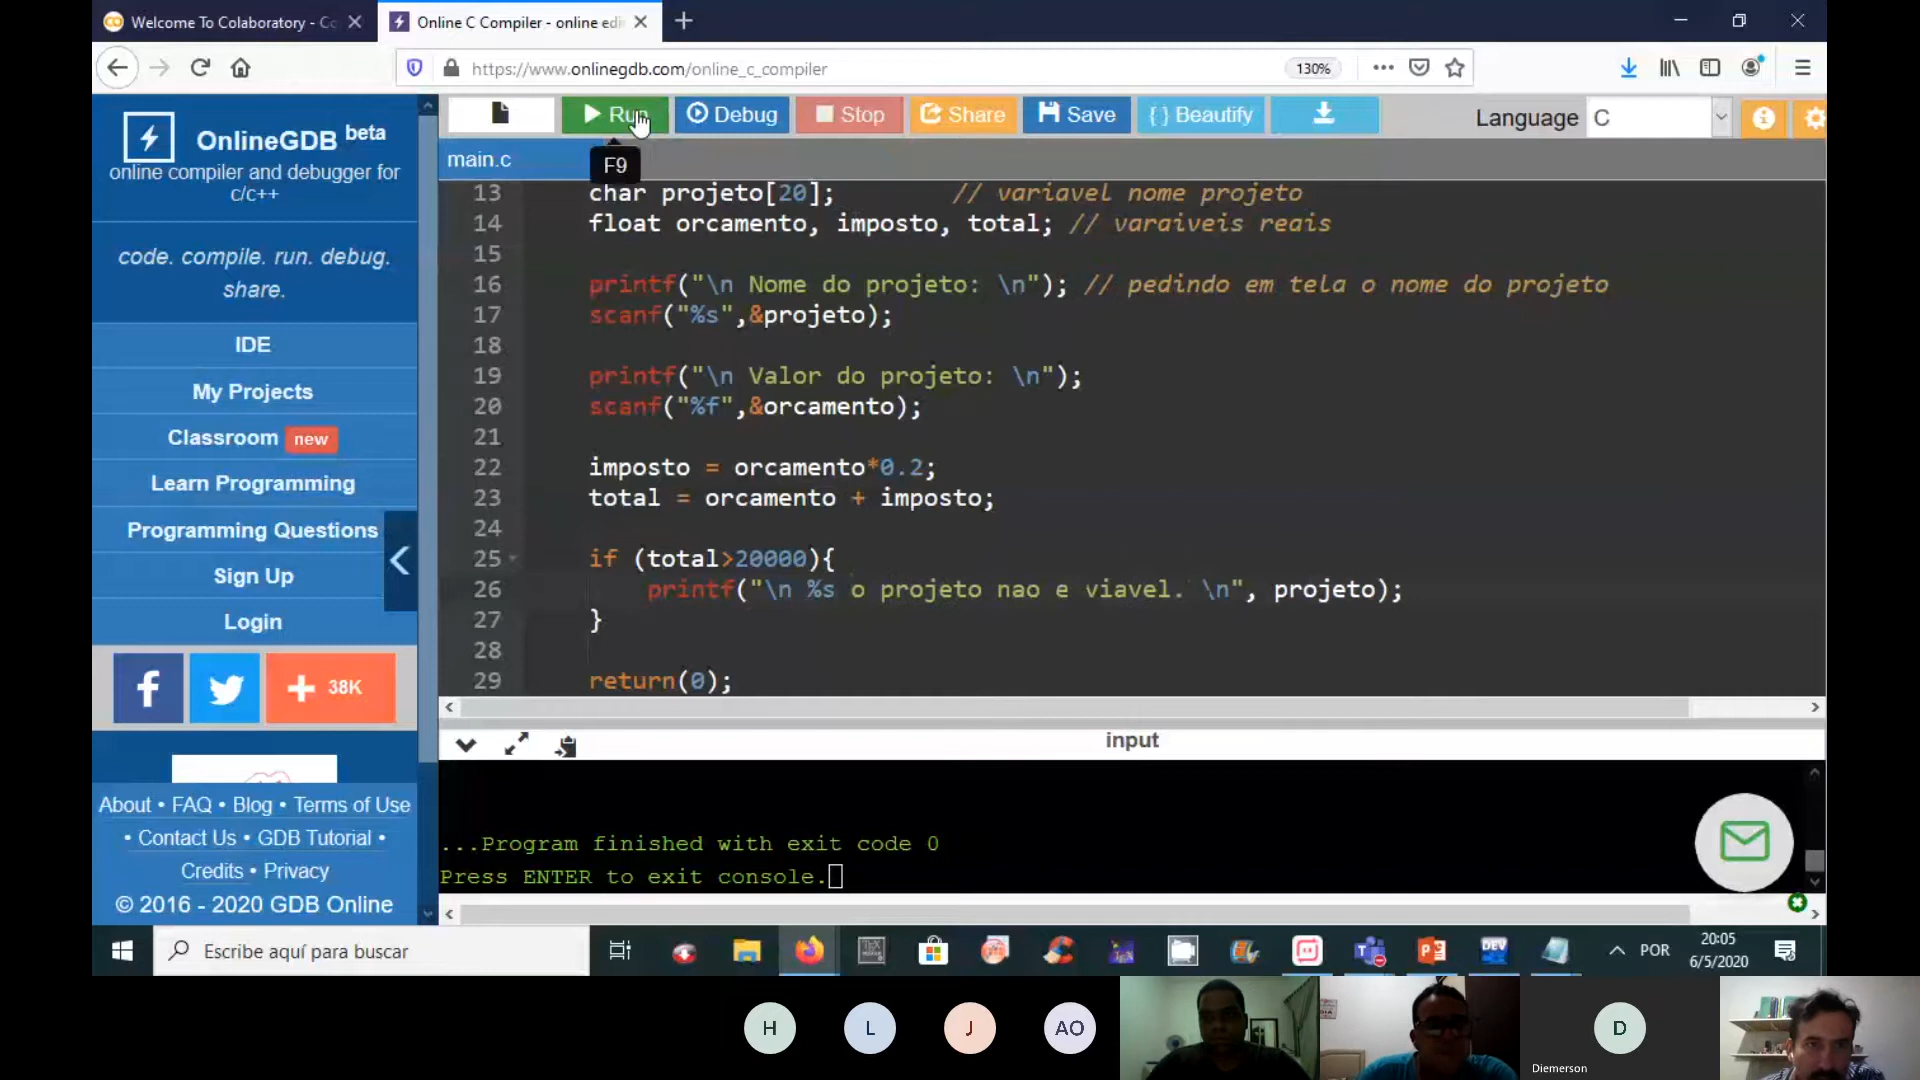 Welcome To Colaboratory - Co
Online C Compiler - online edi
https://www.onlinegdb.com/online_c_compiler
130%
OnlineGDB beta
online compiler and debugger for
c/c++
code. compile. run. debug.
share.
IDE
My Projects
Classroom new
Learn Programming
Programming Questions
Sign Up
Login
38K
About • FAQ • Blog • Terms of Use
• Contact Us • GDB Tutorial •
Credits • Privacy
© 2016 - 2020 GDB Online
Run
Debug
Stop
Share
Save
{ } Beautify
Language C
main.c
F9
13 char projeto[20]; // variavel nome projeto
14 float orcamento, imposto, total; // varaiveis reais
15
16 printf("\n Nome do projeto: \n"); // pedindo em tela o nome do projeto
17 scanf("%s",&projeto);
18
19 printf("\n Valor do projeto: \n");
20 scanf("%f",&orcamento);
21
22 imposto = orcamento*0.2;
23 total = orcamento + imposto;
24
25 if (total>20000){
26 printf("\n %s o projeto nao e viavel. \n", projeto);
27 }
28
29 return(0);
input
...Program finished with exit code 0
Press ENTER to exit console.
Escribe aquí para buscar
DEV
POR
20:05
6/5/2020
H
L
J
AO
D
Diemerson